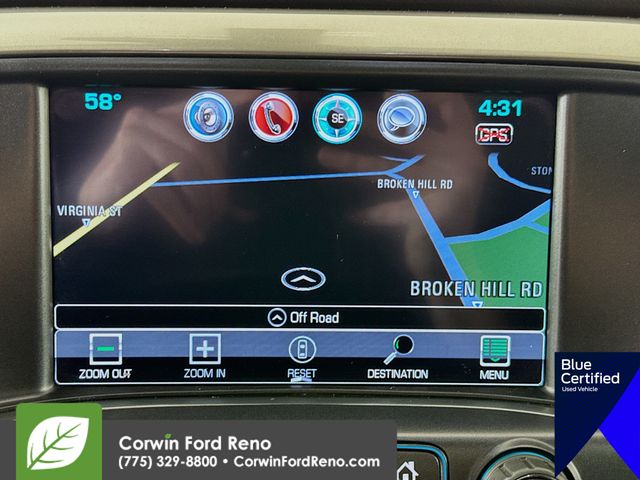 58°
SE
4:31
GPS
STON
BROKEN HILL RD
VIRGINIA ST
BROKEN HILL RD
Off Road
ZOOM OUT
ZOOM IN
RESET
DESTINATION
MENU
Blue
Certified
Used Vehicle
Corwin Ford Reno
(775) 329-8800 • CorwinFordReno.com